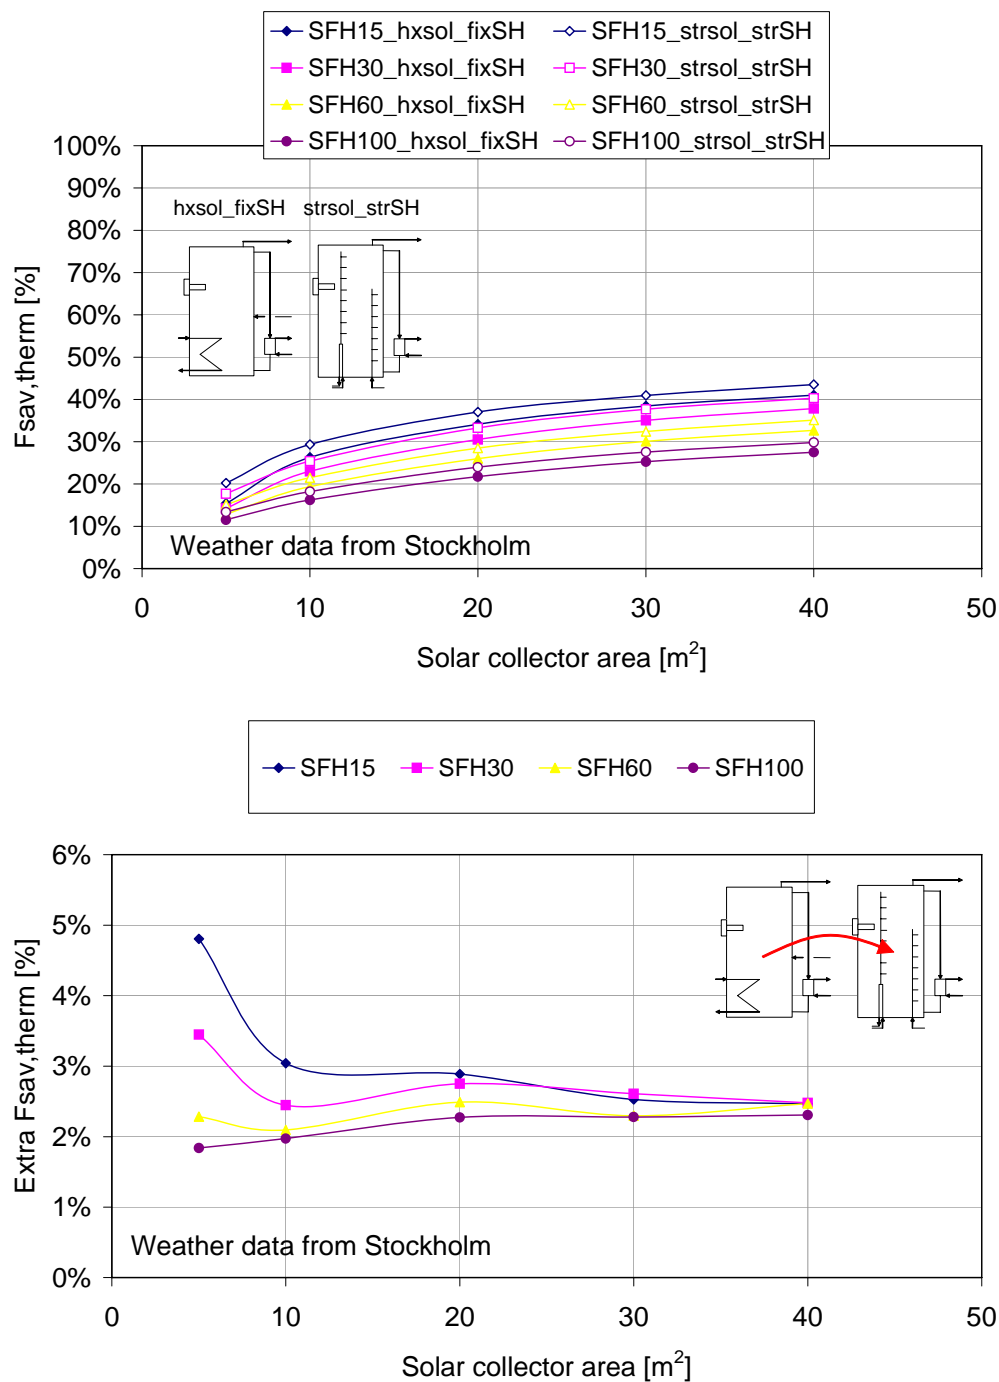 SFH15_hxsol_fixSH SFH15_strsol_strSH
SFH30_hxsol_fixSH SFH30_strsol_strSH
SFH60_hxsol_fixSH SFH60_strsol_strSH
SFH100_hxsol_fixSH SFH100_strsol_strSH
100%
90%
80%
70%
60%
50%
40%
30%
20%
10%
0%
Fsav,therm [%]
hxsol_fixSH strsol_strSH
Weather data from Stockholm
0 10 20 30 40 50
Solar collector area [m²]
SFH15 SFH30 SFH60 SFH100
6%
5%
4%
3%
2%
1%
0%
Extra Fsav,therm [%]
Weather data from Stockholm
0 10 20 30 40 50
Solar collector area [m²]